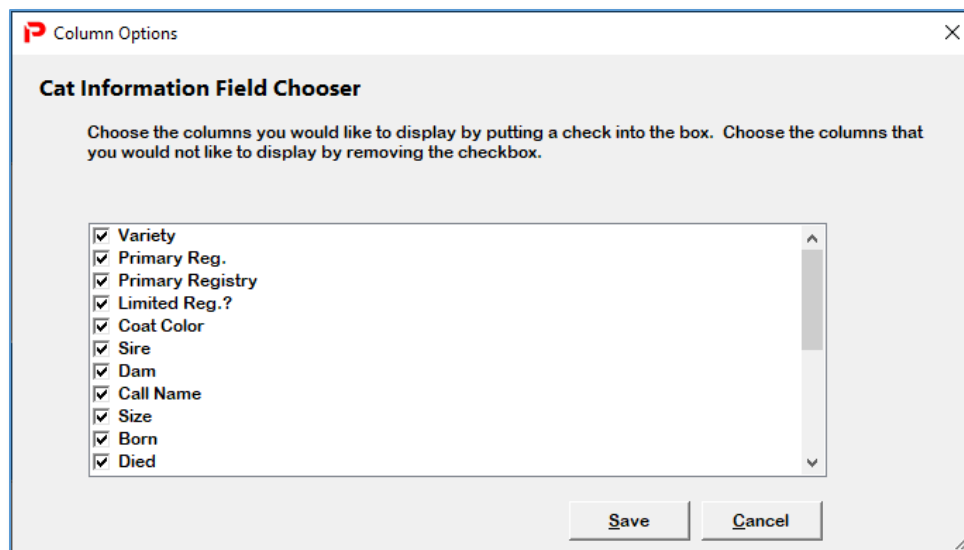 Column Options
Cat Information Field Chooser
Choose the columns you would like to display by putting a check into the box.  Choose the columns that
you would not like to display by removing the checkbox.
Variety
Primary Reg.
Primary Registry
Limited Reg.?
Coat Color
Sire
Dam
Call Name
Size
Born
Died
Save
Cancel